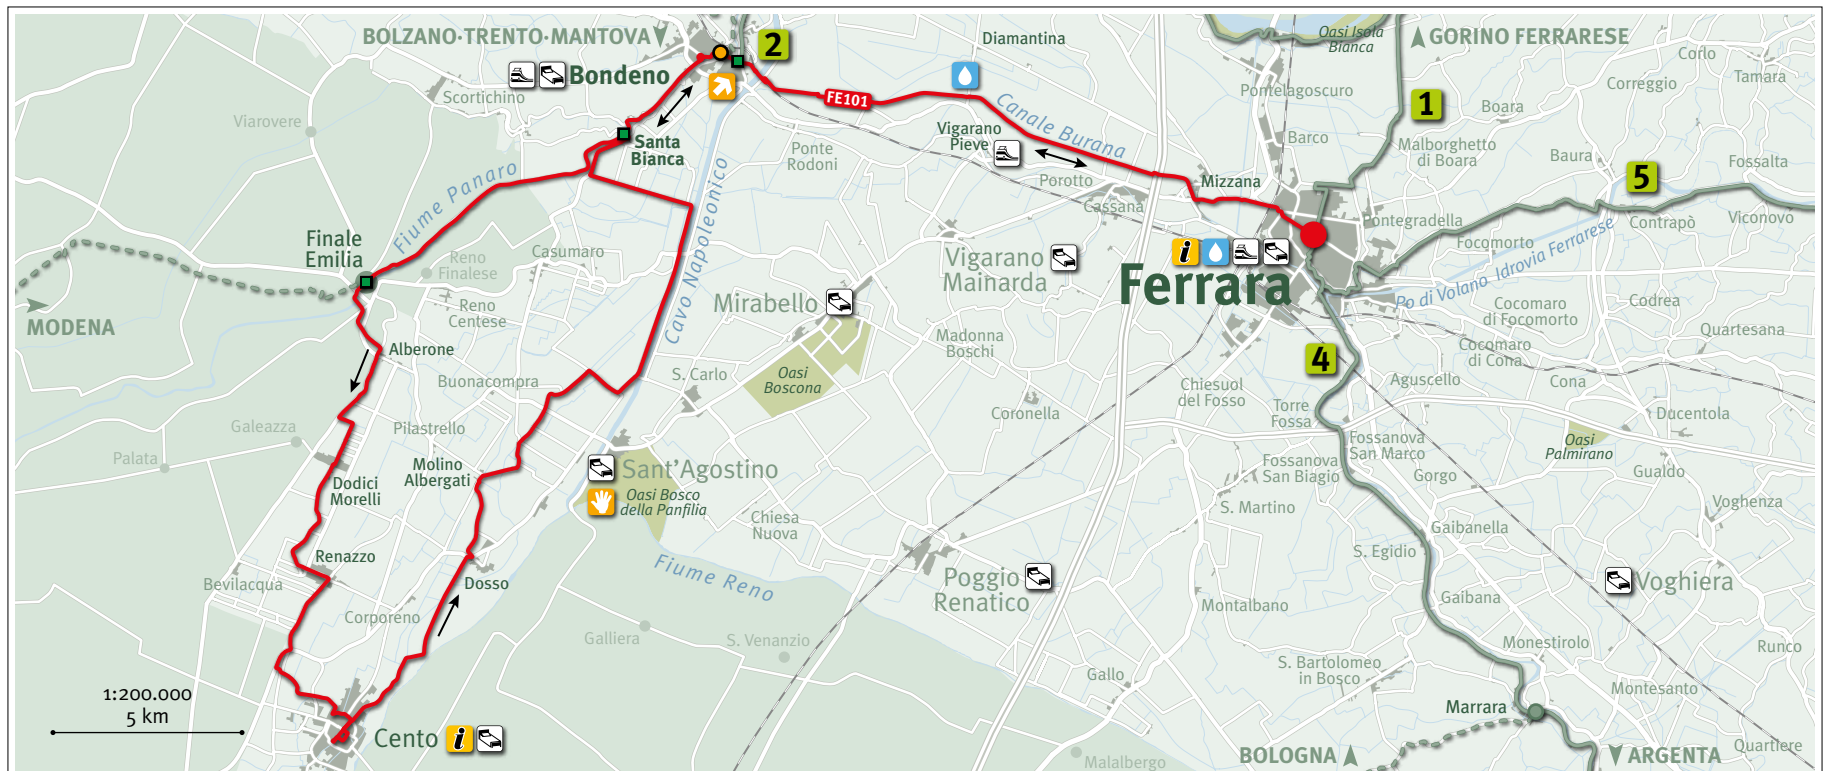 BOLZANO·TRENTO·MANTOVA
2
Diamantina
Oasi Isola
Bianca
GORINO FERRARESE
Corlo
Tamara
Correggio
Bondeno
Scortichino
Viarovere
FE101
Pontelagoscuro
1
Boara
Canale Burana
Barco
Malborghetto
di Boara
Baura
Fossalta
Santa
Bianca
Ponte
Rodoni
Vigarano
Pieve
Porotto
Cassana
Mizzana
5
Fiume Panaro
Cavo Napoleonico
Pontegradella
Contrapò
Viconovo
Focomorto
Finale
Emilia
Reno
Finalese
Casumaro
Vigarano
Mainarda
i
Ferrara
Po di Volano Idrovia Ferrarese
MODENA
Reno
Centese
Mirabello
Cocomaro
di Focomorto
Codrea
Quartesana
Alberone
Madonna
Boschi
Cocomaro
di Cona
4
Buonacompra
S. Carlo
Oasi
Boscona
Chiesuol
del Fosso
Aguscello
Cona
Coronella
Torre
Fossa
Ducentola
Galeazza
Pilastrello
Palata
Fossanova
San Marco
Oasi
Palmirano
Molino
Albergati
Sant'Agostino
Fossanova
San Biagio
Gorgo
Gualdo
Dodici
Morelli
Oasi Bosco
della Panfilia
Chiesa
Nuova
S. Martino
Voghenza
Gaibanella
Renazzo
S. Egidio
Bevilacqua
Dosso
Fiume Reno
Poggio
Renatico
Voghiera
Corporeno
Montalbano
Gaibana
Galliera
S. Venanzio
Monestirolo
Runco
Gallo
S. Bartolomeo
in Bosco
Montesanto
1:200.000
5 km
Marrara
Cento
i
BOLOGNA
ARGENTA
Quartiere
Malalbergo